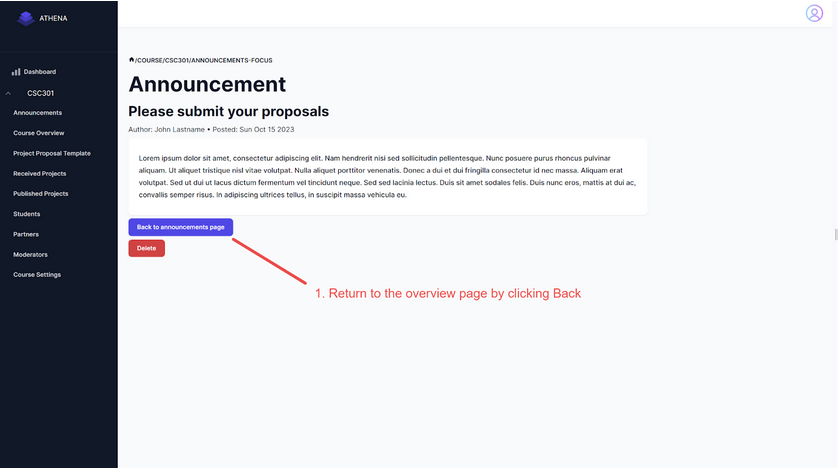 ATHENA
Dashboard
CSC301
Announcements
Course Overview
Project Proposal Template
Received Projects
Published Projects
Students
Partners
Moderators
Course Settings
/COURSE/CSC301/ANNOUNCEMENTS-FOCUS
Announcement
Please submit your proposals
Author: John Lastname • Posted: Sun Oct 15 2023
Lorem ipsum dolor sit amet, consectetur adipiscing elit. Nam hendrerit nisi sed sollicitudin pellentesque. Nunc posuere purus rhoncus pulvinar
aliquam. Ut aliquet tristique nisl vitae volutpat. Nulla aliquet porttitor venenatis. Donec a dui et dui fringilla consectetur id nec massa. Aliquam erat
volutpat. Sed ut dui ut lacus dictum fermentum vel tincidunt neque. Sed sed lacinia lectus. Duis sit amet sodales felis. Duis nunc eros, mattis at dui ac,
convallis semper risus. In adipiscing ultrices tellus, in suscipit massa vehicula eu.
Back to announcements page
Delete
1. Return to the overview page by clicking Back